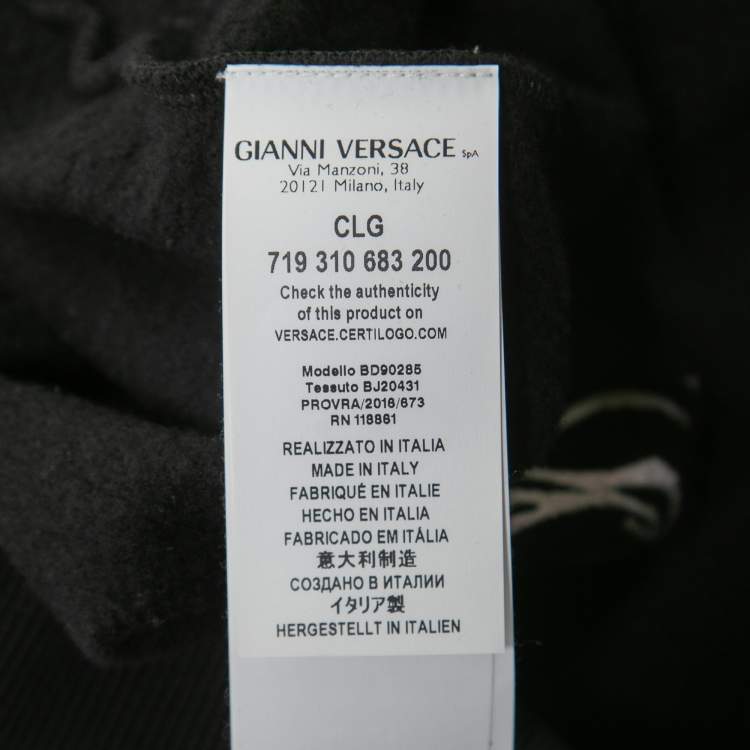 GIANNI VERSACE SpA
Via Manzoni, 38
20121 Milano, Italy
CLG
719 310 683 200
Check the authenticity
of this product on
VERSACE.CERTILOGO.COM
Modello BD90285
Tessuto BJ20431
PROVRA/2016/673
RN 118861
REALIZZATO IN ITALIA
MADE IN ITALY
FABRIQUÉ EN ITALIE
HECHO EN ITALIA
FABRICADO EM ITÁLIA
意大利制造
СОЗДАНО В ИТАЛИИ
イタリア製
HERGESTELLT IN ITALIEN